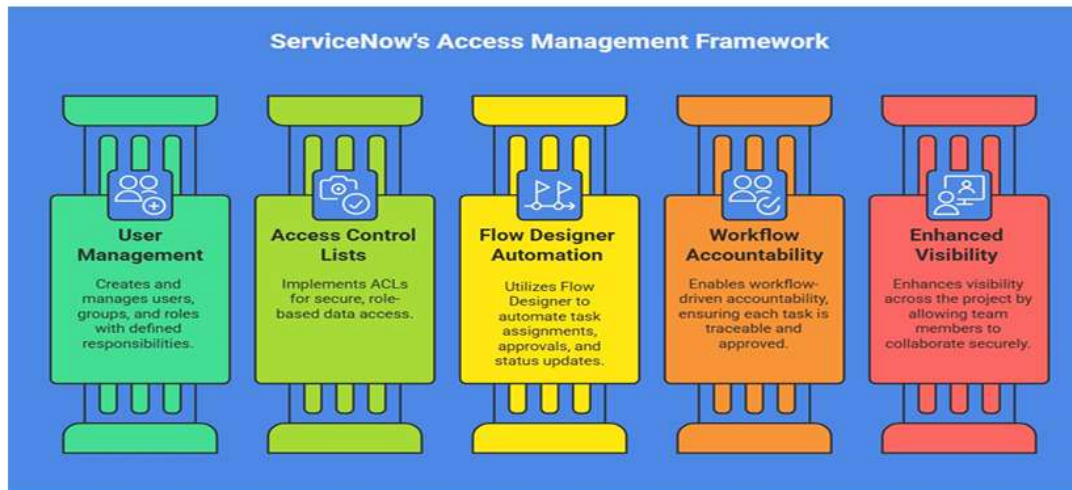 ServiceNow's Access Management Framework
User
Management
Creates and
manages users,
groups, and roles
with defined
responsibilities.
Access Control
Lists
Implements ACLs
for secure, role-
based data access.
Flow Designer
Automation
Utilizes Flow
Designer to
automate task
assignments,
approvals, and
status updates.
Workflow
Accountability
Enables workflow-
driven accountability,
ensuring each task is
traceable and
approved.
Enhanced
Visibility
Enhances visibility
across the project by
allowing team
members to
collaborate securely.